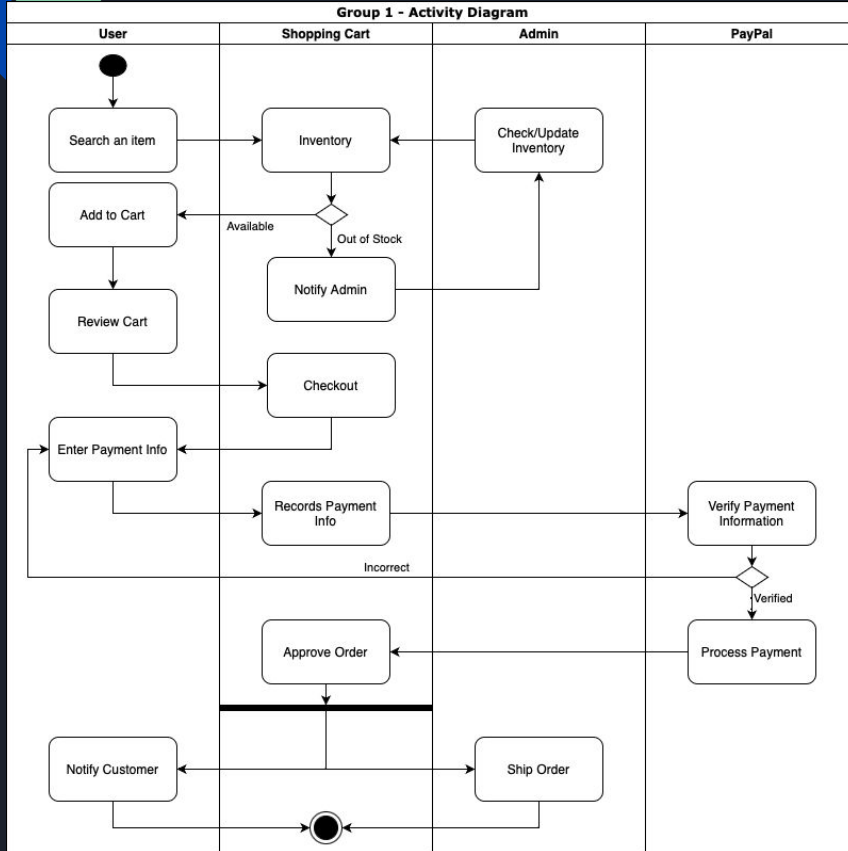 Group 1 - Activity Diagram
User
Shopping Cart
Admin
PayPal
Search an item
Inventory
Check/Update
Inventory
Add to Cart
Available
Out of Stock
Notify Admin
Review Cart
Checkout
Enter Payment Info
Records Payment
Info
Verify Payment
Information
Incorrect
Verified
Approve Order
Process Payment
Notify Customer
Ship Order